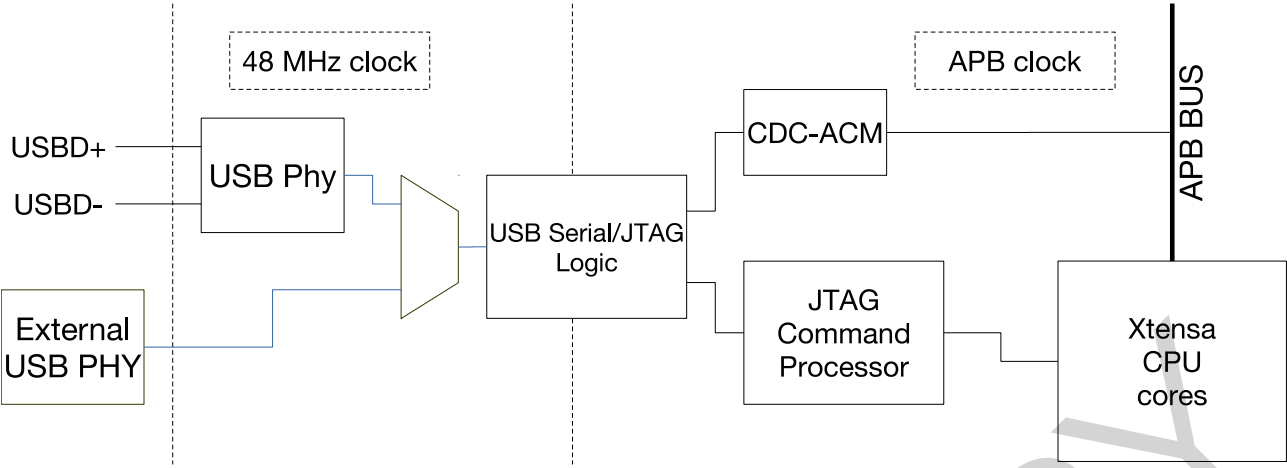 48 MHz clock
APB clock
USBD+
USBD-
USB Phy
External
USB PHY
USB Serial/JTAG
Logic
CDC-ACM
JTAG
Command
Processor
APB BUS
Xtensa
CPU
cores